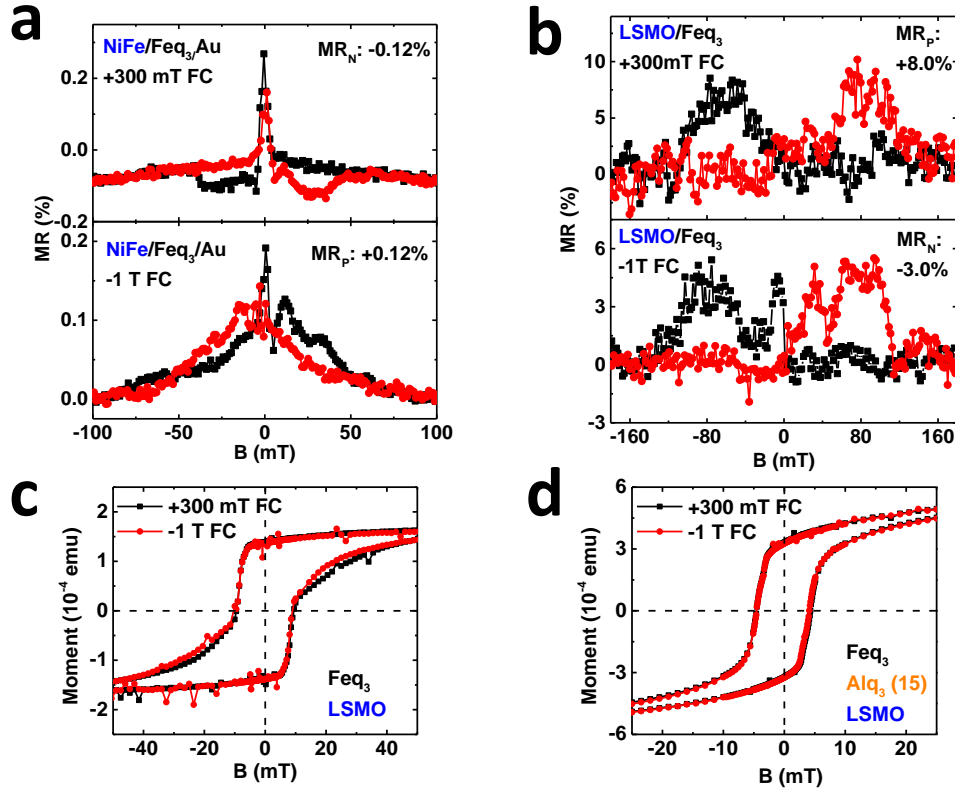 a
NiFe/Feq3/Au
+300 mT FC
MRN: -0.12%
0.2
0.0
-0.2
MR (%)
NiFe/Feq3/Au
-1 T FC
MRP: +0.12%
0.2
0.1
0.0
-100 -50 0 50 100
B (mT)
b
LSMO/Feq3
+300mT FC
MRP:
+8.0%
10
5
0
MR (%)
LSMO/Feq3
-1T FC
MRN:
-3.0%
6
3
0
-3
-160 -80 0 80 160
B (mT)
c
+300 mT FC
-1 T FC
2
1
0
-1
-2
Moment (10-4 emu)
Feq3
LSMO
-40 -20 0 20 40
B (mT)
d
+300 mT FC
-1 T FC
6
3
0
-3
-6
Moment (10-4 emu)
Feq3
Alq3 (15)
LSMO
-20 -10 0 10 20
B (mT)